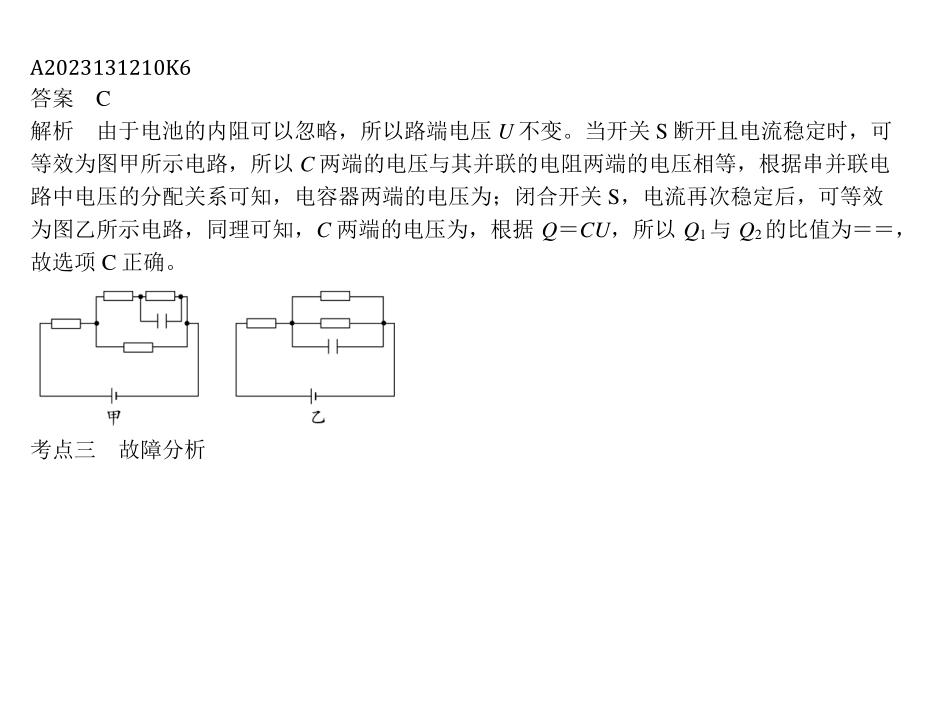 A2023131210K6
答案　C
解析　由于电池的内阻可以忽略，所以路端电压 U 不变。当开关 S 断开且电流稳定时，可
等效为图甲所示电路，所以 C 两端的电压与其并联的电阻两端的电压相等，根据串并联电
路中电压的分配关系可知，电容器两端的电压为；闭合开关 S，电流再次稳定后，可等效
为图乙所示电路，同理可知，C 两端的电压为，根据 Q＝CU，所以 Q₁与 Q₂的比值为＝＝，
故选项 C 正确。
甲　乙
考点三　故障分析